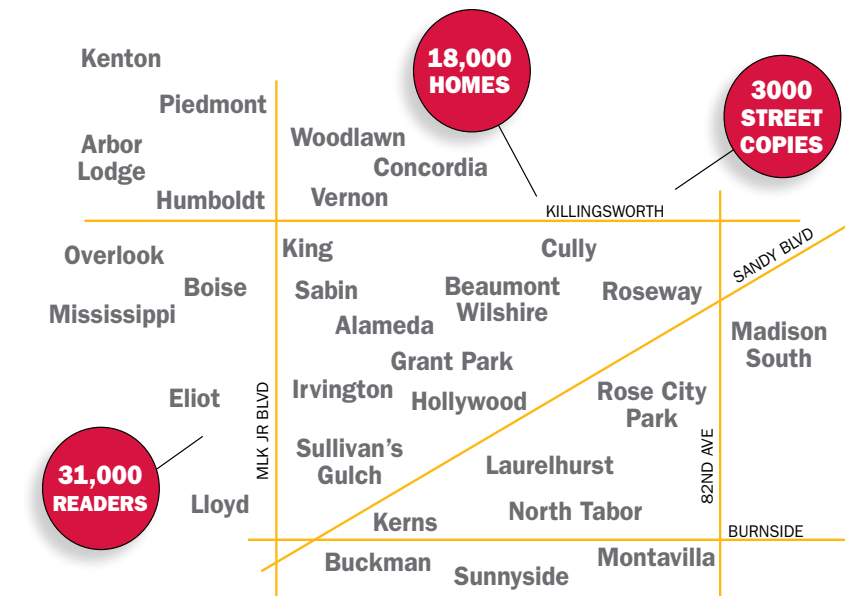 Kenton
18,000
HOMES
3000
STREET
COPIES
Piedmont
Woodlawn
Arbor
Lodge
Concordia
Humboldt
Vernon
KILLINGSWORTH
Overlook
King
Cully
SANDY BLVD
Boise
Sabin
Beaumont
Wilshire
Roseway
Mississippi
Alameda
Madison
South
Grant Park
MLK JR BLVD
Irvington
Hollywood
Rose City
Park
Eliot
31,000
READERS
Sullivan's
Gulch
Laurelhurst
82ND AVE
Lloyd
Kerns
North Tabor
BURNSIDE
Buckman
Sunnyside
Montavilla